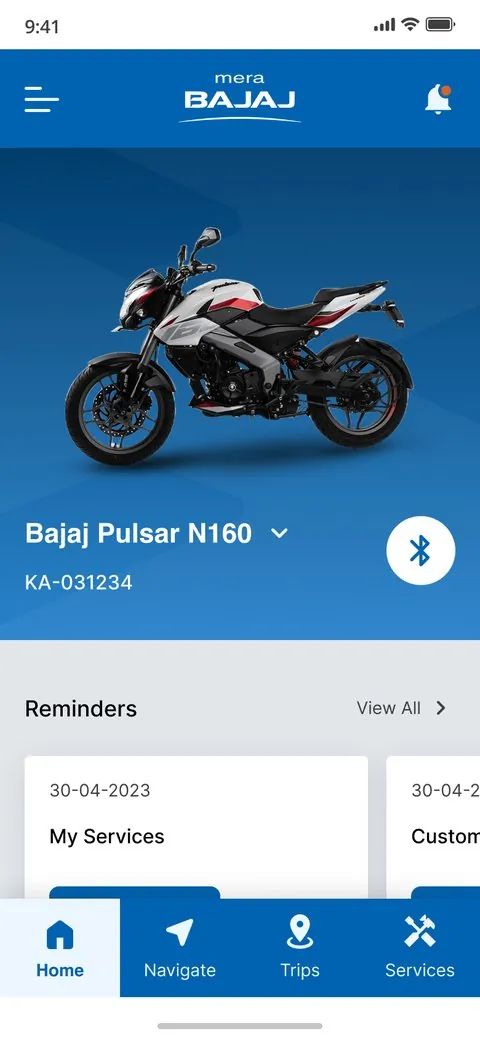 9:41
mera
BAJAJ
Bajaj Pulsar N160
KA-031234
Reminders
View All
30-04-2023
My Services
30-04-2
Custom
Home
Navigate
Trips
Services